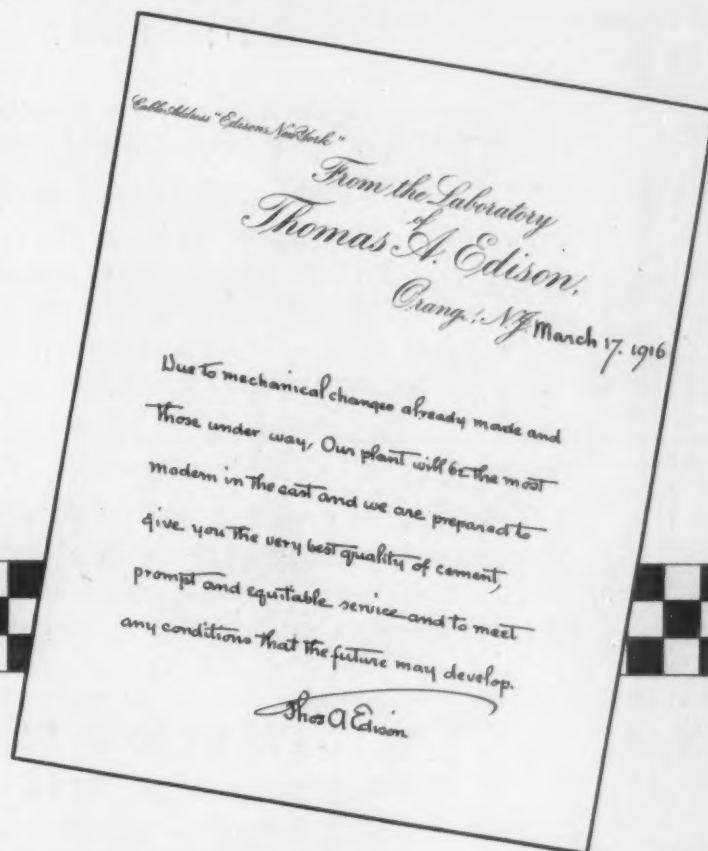 Cable Address "Edison, New York"
From the Laboratory
of
Thomas A. Edison,
Orange, N.J. March 17. 1916
Due to mechanical changes already made and
Those under way, Our plant will be the most
modern in the east and we are prepared to
give you the very best quality of cement,
prompt and equitable service and to meet
any conditions that the future may develop.
Thos A Edison